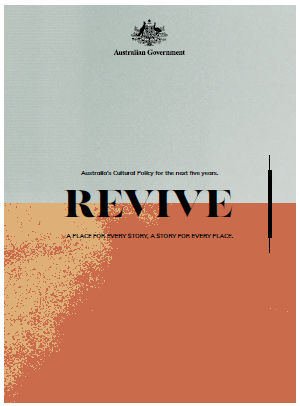 Australian Government
Australia's Cultural Policy for the next five years.
REVIVE
A PLACE FOR EVERY STORY, A STORY FOR EVERY PLACE.